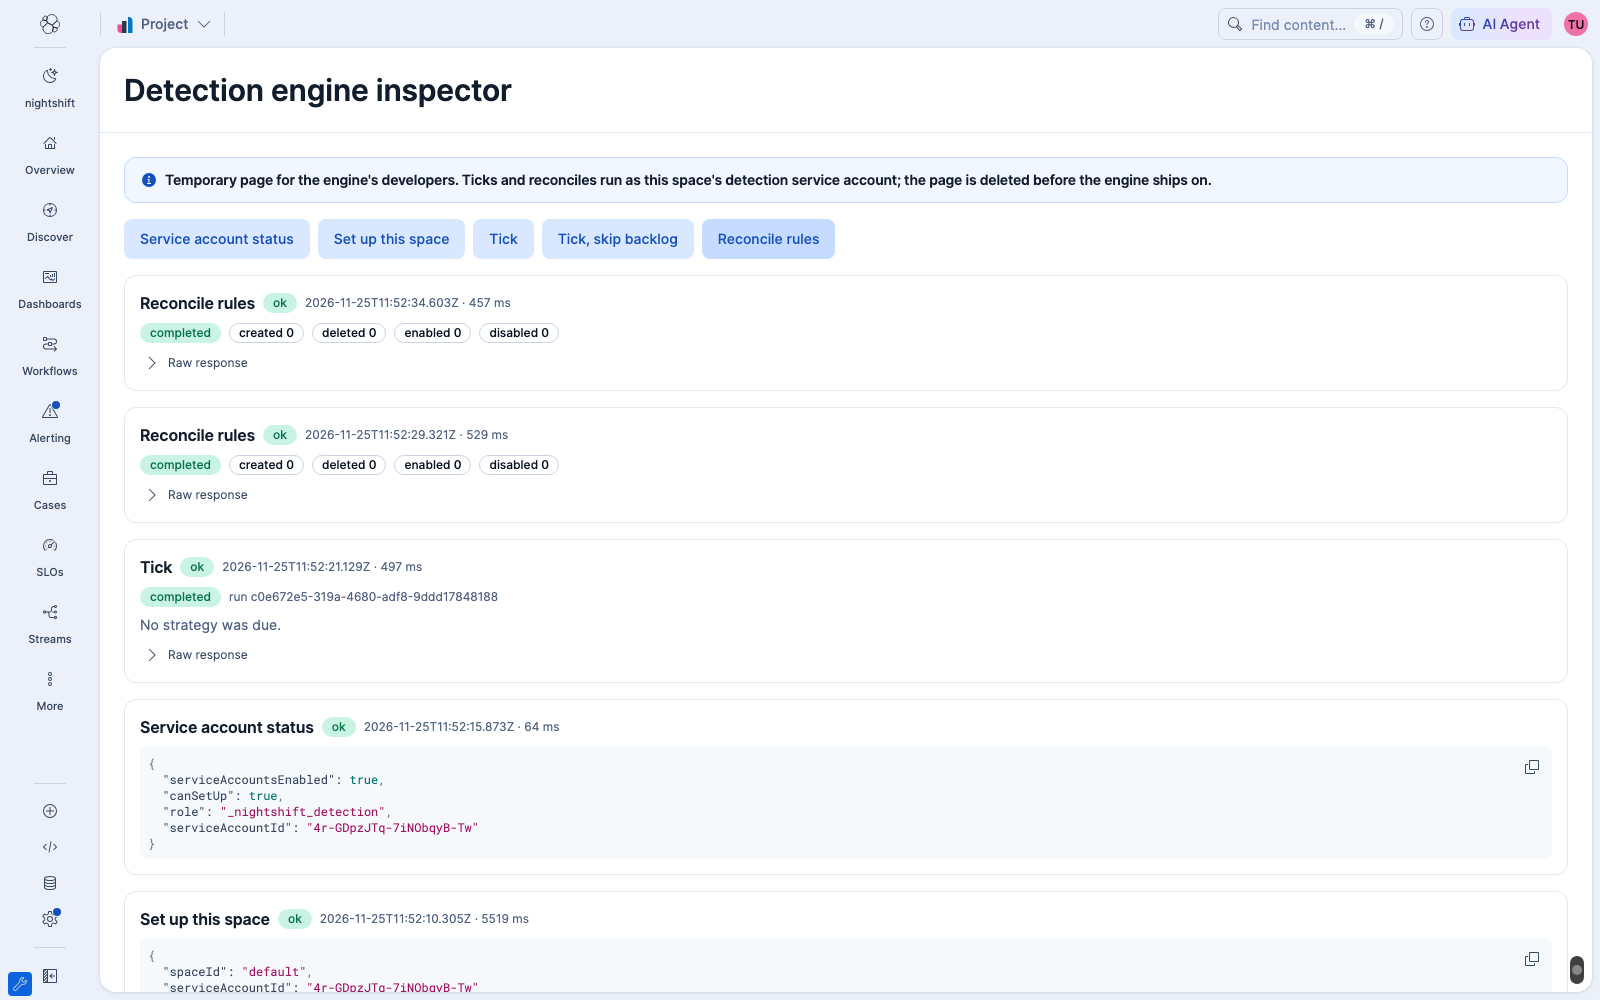 Project
Find content...
⌘ /
AI Agent
TU
nightshift
Overview
Discover
Dashboards
Workflows
Alerting
Cases
SLOs
Streams
More
Detection engine inspector
Temporary page for the engine's developers. Ticks and reconciles run as this space's detection service account; the page is deleted before the engine ships on.
Service account status
Set up this space
Tick
Tick, skip backlog
Reconcile rules
Reconcile rules ok 2026-11-25T11:52:34.603Z · 457 ms
completed created 0 deleted 0 enabled 0 disabled 0
Raw response
Reconcile rules ok 2026-11-25T11:52:29.321Z · 529 ms
completed created 0 deleted 0 enabled 0 disabled 0
Raw response
Tick ok 2026-11-25T11:52:21.129Z · 497 ms
completed run c0e672e5-319a-4680-adf8-9ddd17848188
No strategy was due.
Raw response
Service account status ok 2026-11-25T11:52:15.873Z · 64 ms
{
"serviceAccountsEnabled": true,
"canSetUp": true,
"role": "_nightshift_detection",
"serviceAccountId": "4r-GDpzJTq-7iNObqyB-Tw"
}
Set up this space ok 2026-11-25T11:52:10.305Z · 5519 ms
{
"spaceId": "default",
"serviceAccountId": "4r-GDpzJTq-7iNObqyB-Tw"